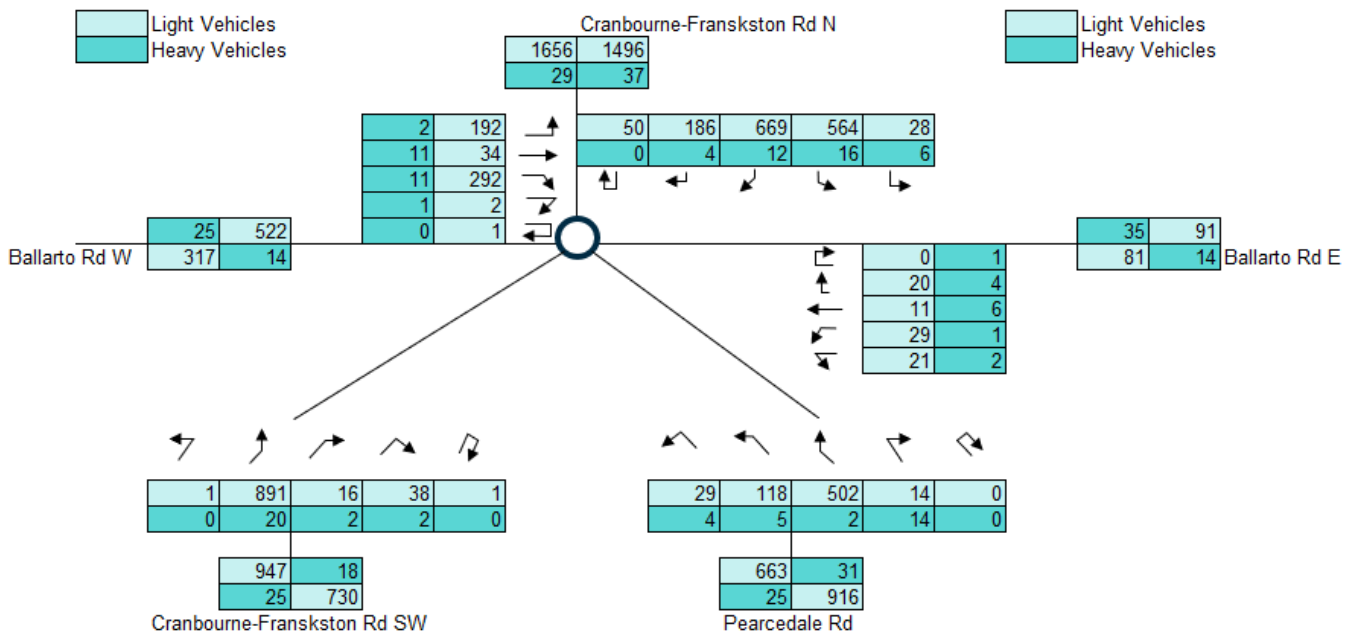 Light Vehicles
Heavy Vehicles
Cranbourne-Franskston Rd N
Light Vehicles
Heavy Vehicles
1656 1496
29 37
2 192
11 34
11 292
1 2
0 1
50 186 669 564 28
0 4 12 16 6
Ballarto Rd W
25 522
317 14
35 91
81 14
Ballarto Rd E
0 1
20 4
11 6
29 1
21 2
1 891 16 38 1
0 20 2 2 0
947 18
25 730
Cranbourne-Franskston Rd SW
29 118 502 14 0
4 5 2 14 0
663 31
25 916
Pearcedale Rd